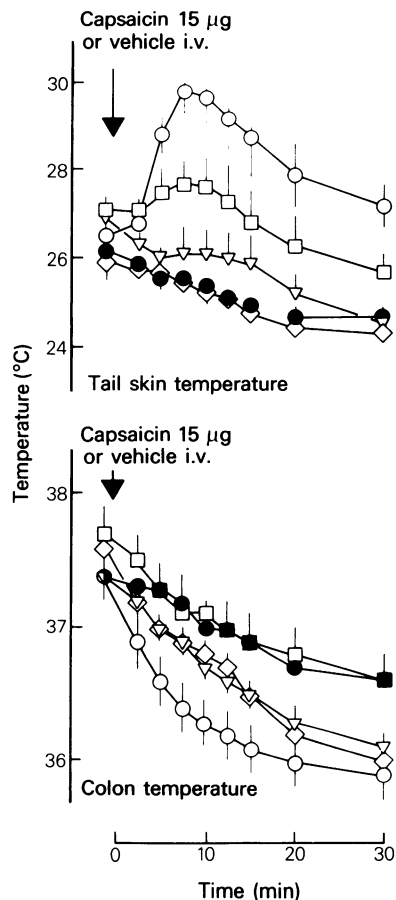 Capsaicin 15 μg
or vehicle i.v.
30
28
26
24
Tail skin temperature
Temperature (°C)
Capsaicin 15 μg
or vehicle i.v.
38
37
36
Colon temperature
0 10 20 30
Time (min)